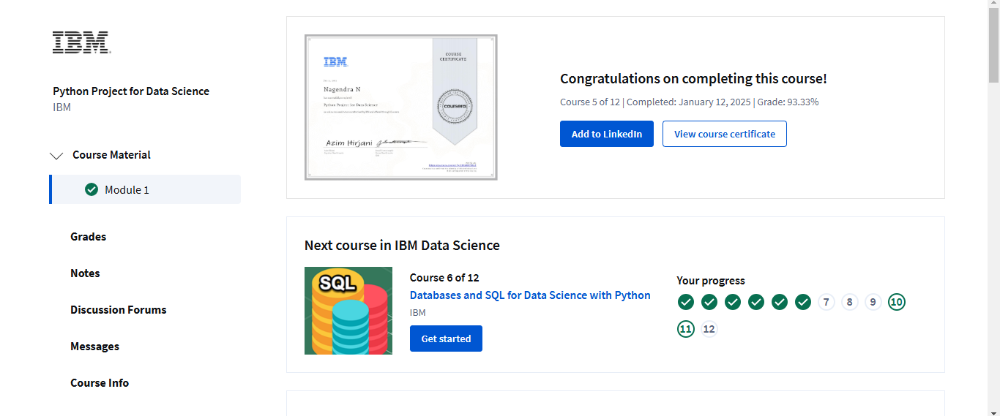 IBM
Python Project for Data Science
IBM
Course Material
Module 1
Grades
Notes
Discussion Forums
Messages
Course Info
IBM
COURSE
CERTIFICATE
Nagendra N
Python Project for Data Science
coursera
Azim Hirjani
Congratulations on completing this course!
Course 5 of 12 | Completed: January 12, 2025 | Grade: 93.33%
Add to LinkedIn
View course certificate
Next course in IBM Data Science
SQL
Course 6 of 12
Databases and SQL for Data Science with Python
IBM
Get started
Your progress
7 8 9 10
11 12